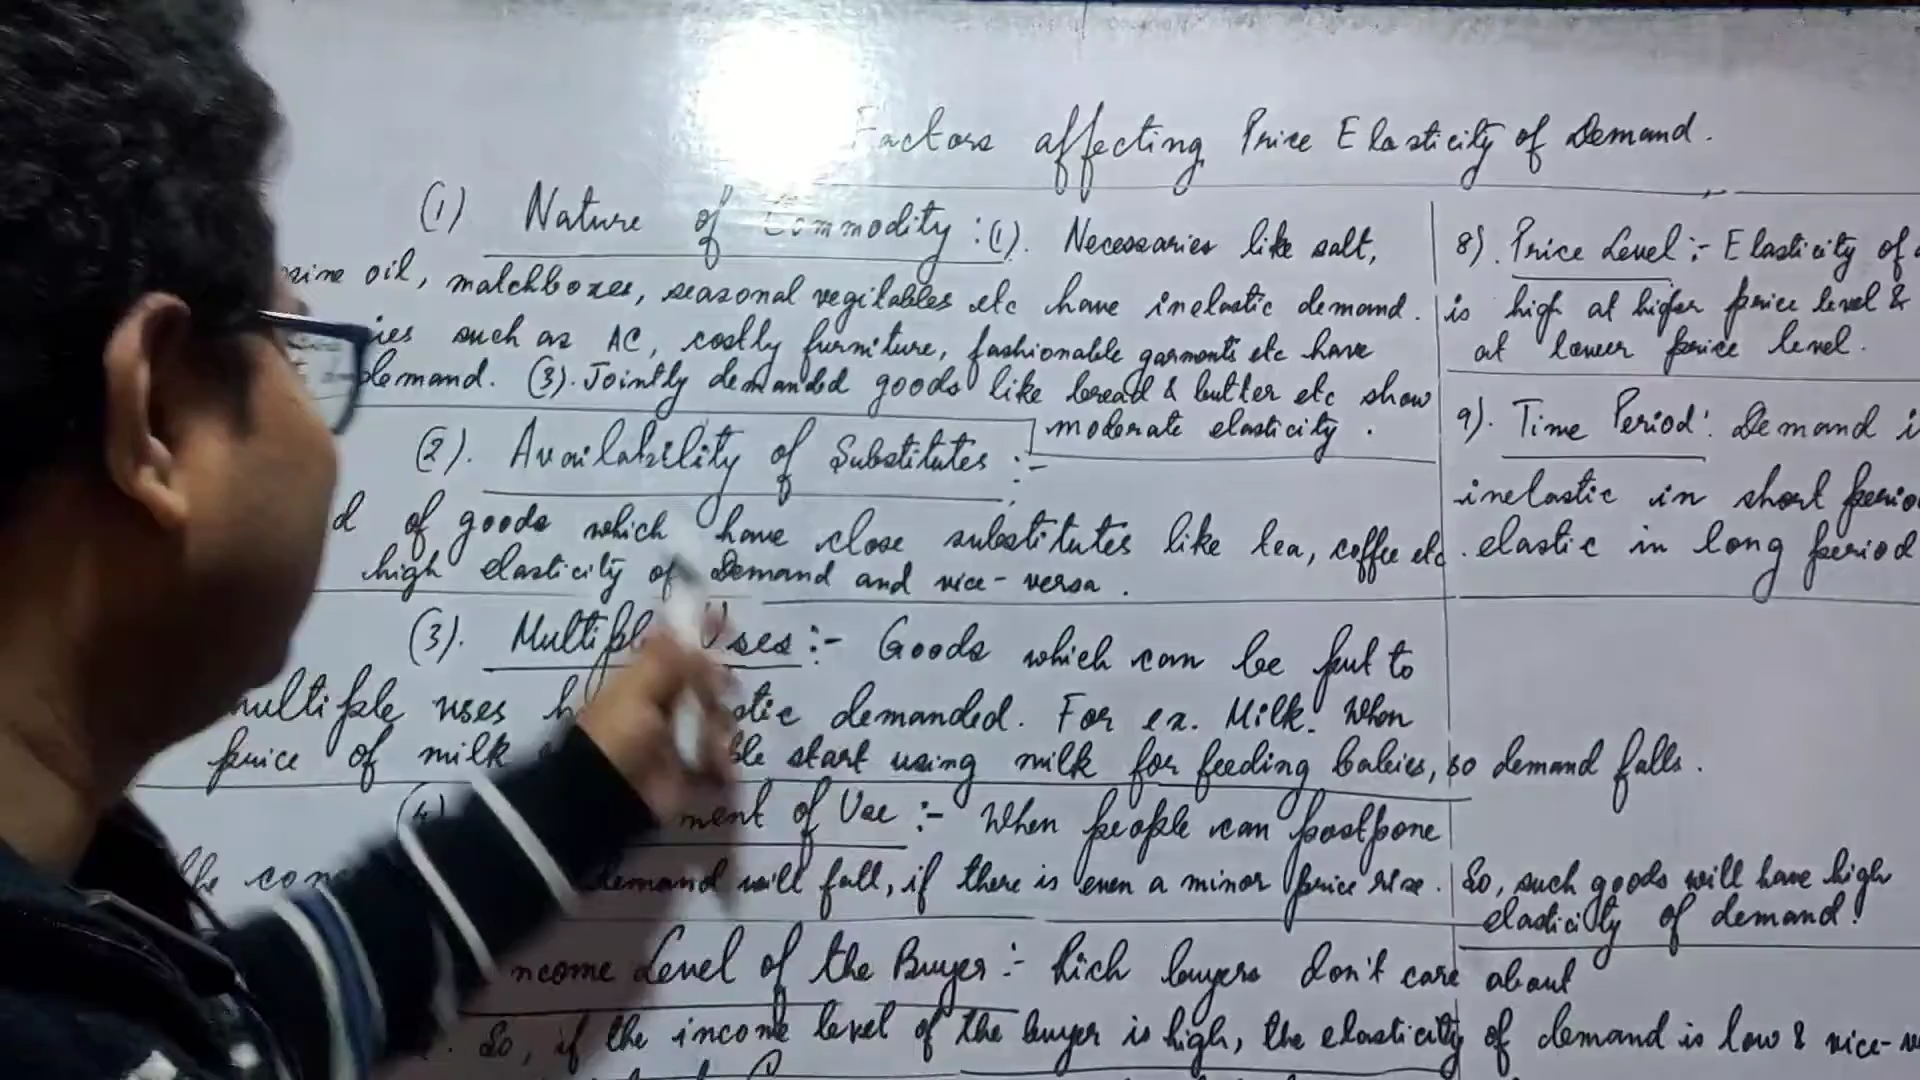 Factors affecting Price Elasticity of Demand.
(1) Nature of Commodity :(1). Necessaries like salt,
oil, matchboxes, seasonal vegitables etc have inelastic demand.
such as AC, costly furniture, fashionable garments etc have
demand. (3). Jointly demanded goods like bread & butter etc show
moderate elasticity.
(2). Availability of Substitutes :-
of goods which have close substitutes like tea, coffee etc
high elasticity of Demand and vice-versa.
(3). Multiple Uses :- Goods which can be put to
multiple uses demanded. For ex. Milk. When
price of milk start using milk for feeding babies, so demand falls.
(4) of Use :- When people can postpone
the demand will fall, if there is even a minor price rise. So, such goods will have high
elasticity of demand.
Income Level of the Buyer :- Rich buyers don't care about
So, if the income level of the buyer is high, the elasticity of demand is low & vice-
8). Price Level :- Elasticity of
is high at higher price level &
at lower price level.
9). Time Period : Demand
inelastic in short
elastic in long period